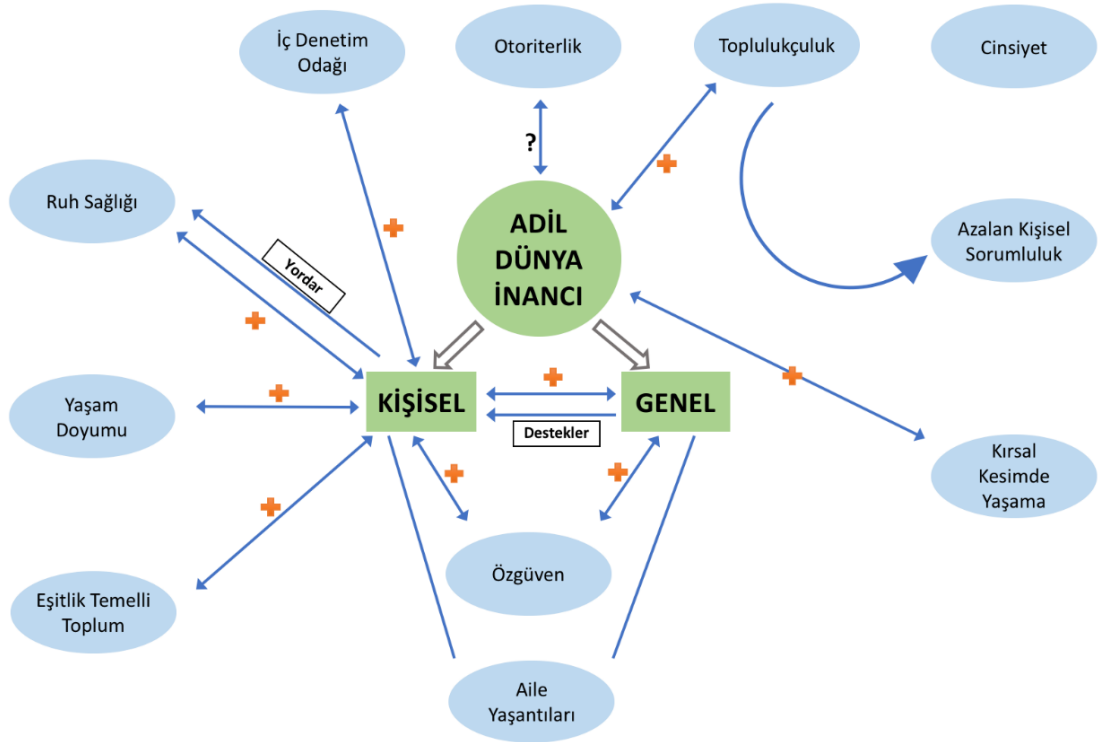 İç Denetim
Odağı
Otoriterlik
Toplulukçuluk
Cinsiyet
?
Ruh Sağlığı
Yordar
ADİL
DÜNYA
İNANCI
Azalan Kişisel
Sorumluluk
Yaşam
Doyumu
KİŞİSEL
GENEL
Destekler
Kırsal
Kesimde
Yaşama
Eşitlik Temelli
Toplum
Özgüven
Aile
Yaşantıları